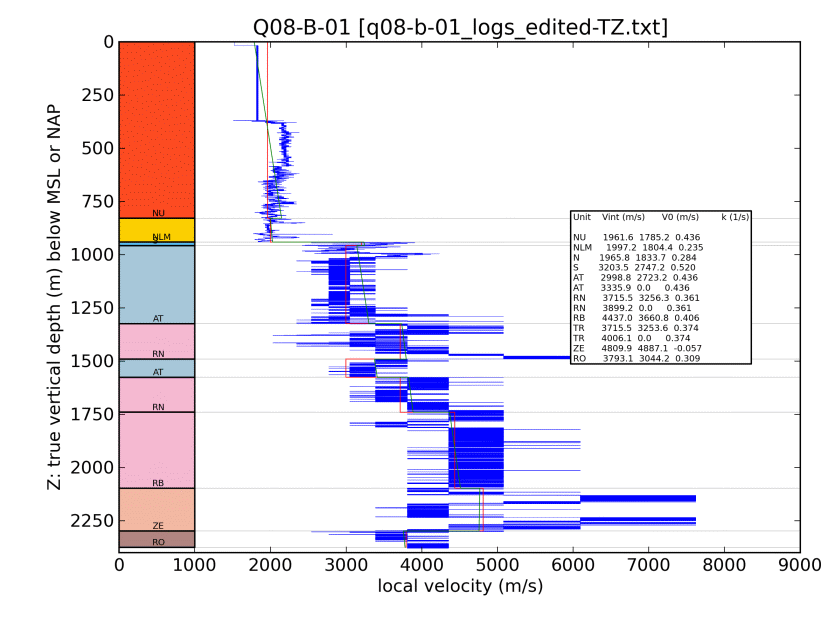 Q08-B-01 [q08-b-01_logs_edited-TZ.txt]
Z: true vertical depth (m) below MSL or NAP
0
250
500
750
1000
1250
1500
1750
2000
2250
NU
NLM
AT
RN
AT
RN
RB
ZE
RO
Unit Vint (m/s) V0 (m/s) k (1/s)
NU 1961.6 1785.2 0.436
NLM 1997.2 1804.4 0.235
N 1965.8 1833.7 0.284
S 3203.5 2747.2 0.520
AT 2998.8 2723.2 0.436
AT 3335.9 0.0 0.436
RN 3715.5 3256.3 0.361
RN 3899.2 0.0 0.361
RB 4437.0 3660.8 0.406
TR 3715.5 3253.6 0.374
TR 4006.1 0.0 0.374
ZE 4809.9 4887.1 -0.057
RO 3793.1 3044.2 0.309
0 1000 2000 3000 4000 5000 6000 7000 8000 9000
local velocity (m/s)